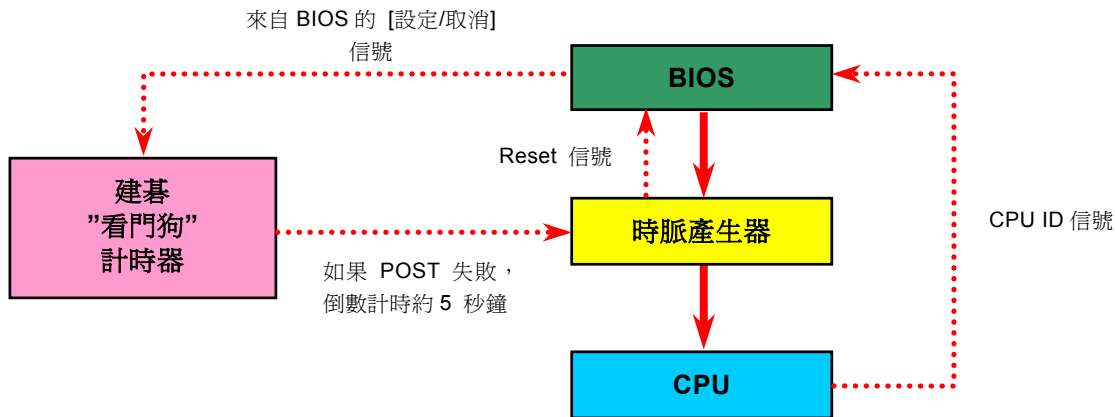 來自 BIOS 的 [設定/取消]
信號
BIOS
Reset 信號
建碁
”看門狗”
計時器
時脈產生器
CPU ID 信號
如果 POST 失敗，
倒數計時約 5 秒鐘
CPU